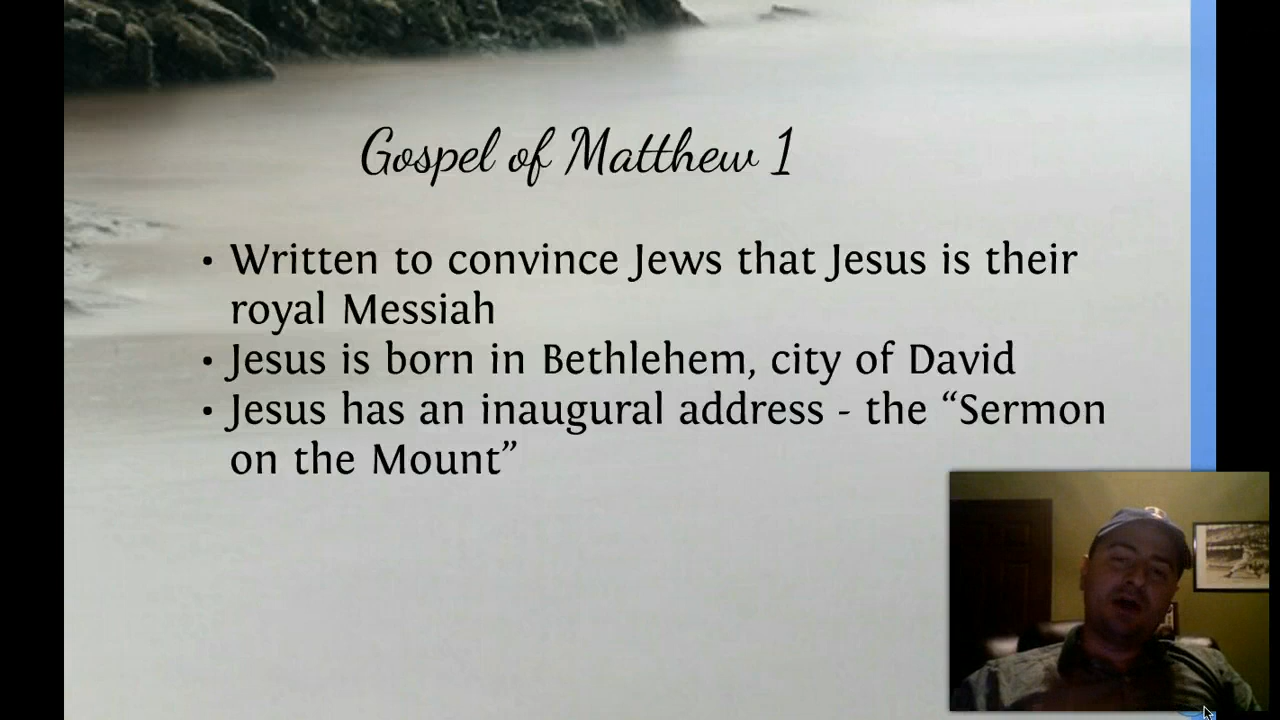 Gospel of Matthew 1
• Written to convince Jews that Jesus is their
royal Messiah
• Jesus is born in Bethlehem, city of David
• Jesus has an inaugural address - the “Sermon
on the Mount”